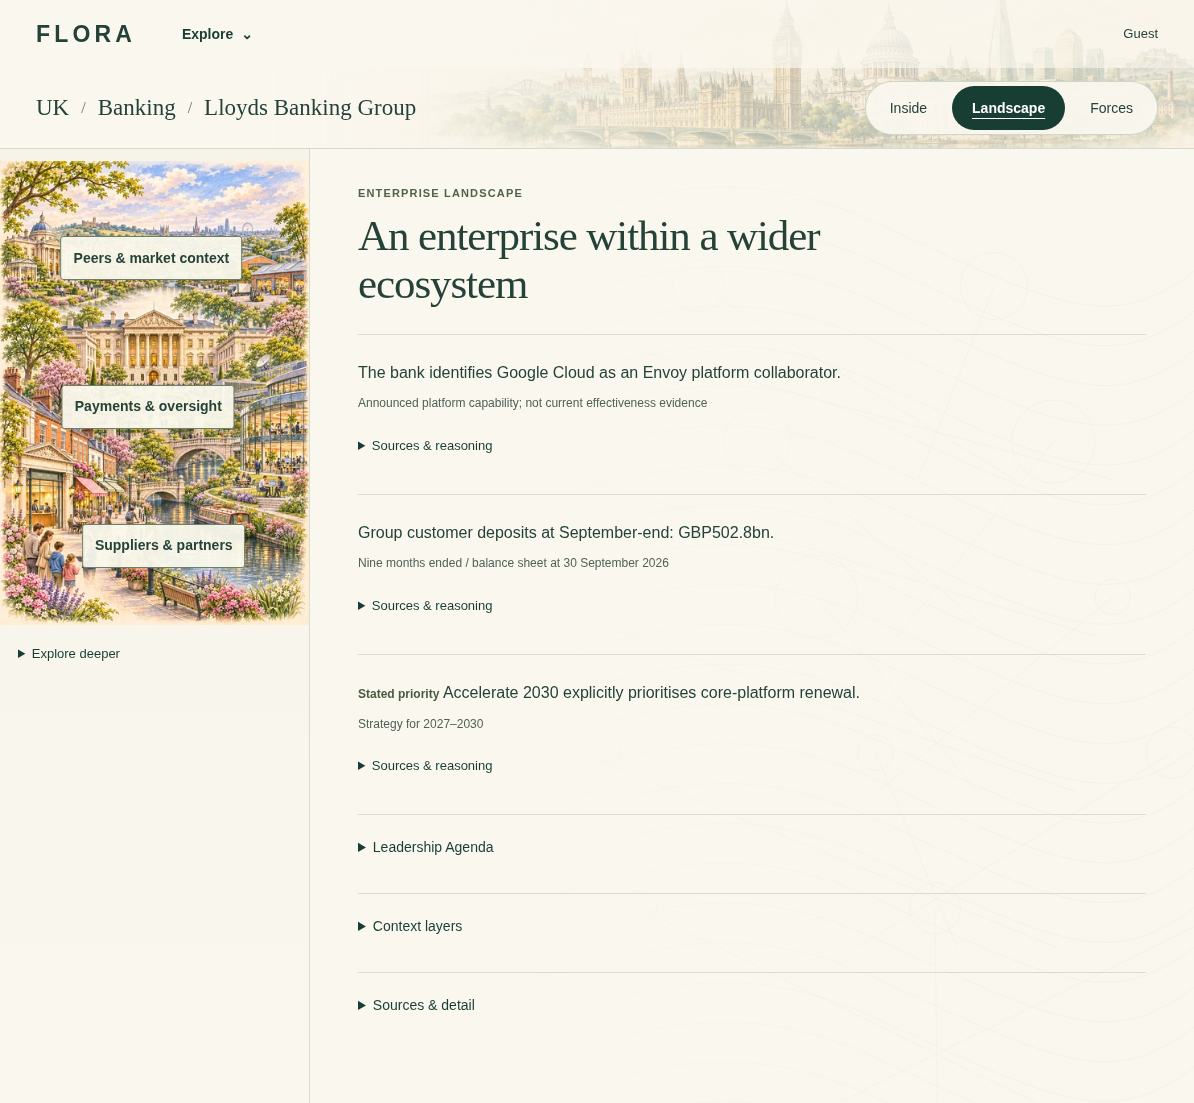 FLORA
Explore
Guest
UK / Banking / Lloyds Banking Group
Inside
Landscape
Forces
Peers & market context
Payments & oversight
Suppliers & partners
Explore deeper
ENTERPRISE LANDSCAPE
An enterprise within a wider
ecosystem
The bank identifies Google Cloud as an Envoy platform collaborator.
Announced platform capability; not current effectiveness evidence
Sources & reasoning
Group customer deposits at September-end: GBP502.8bn.
Nine months ended / balance sheet at 30 September 2026
Sources & reasoning
Stated priority Accelerate 2030 explicitly prioritises core-platform renewal.
Strategy for 2027–2030
Sources & reasoning
Leadership Agenda
Context layers
Sources & detail